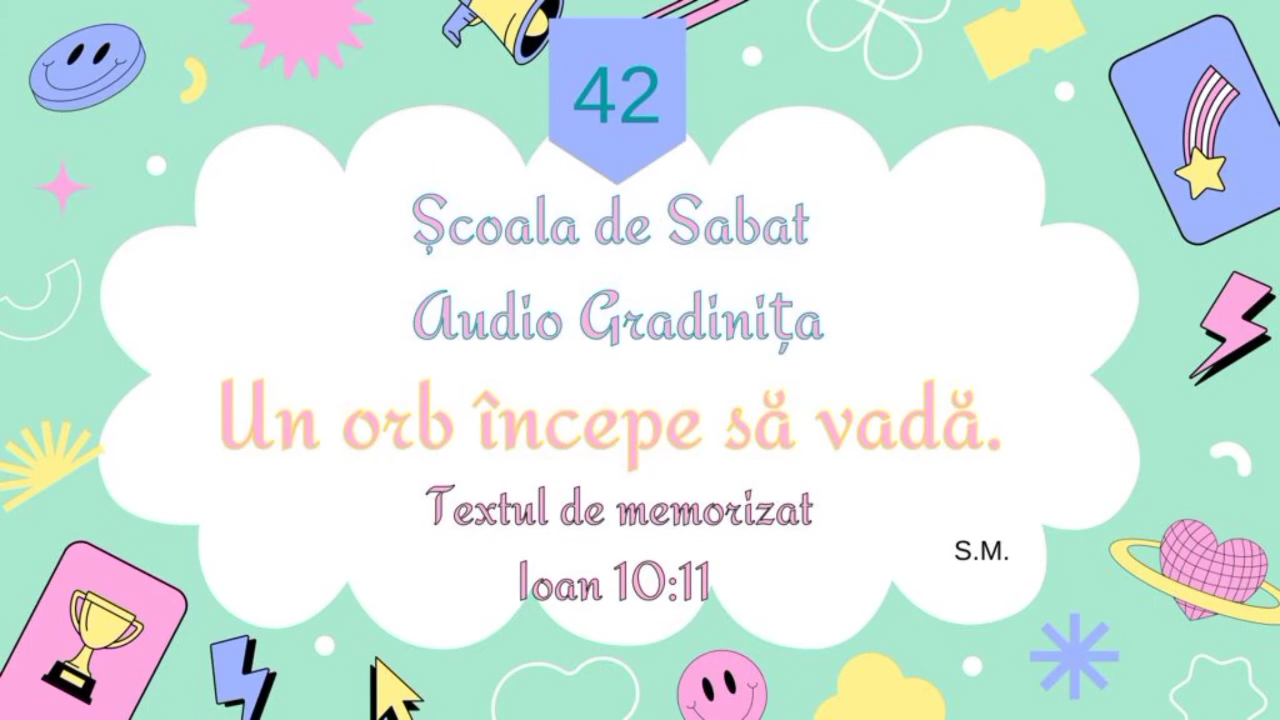 42
Școala de Sabat
Audio Gradinița
Un orb începe să vadă.
Textul de memorizat
S.M.
Ioan 10:11